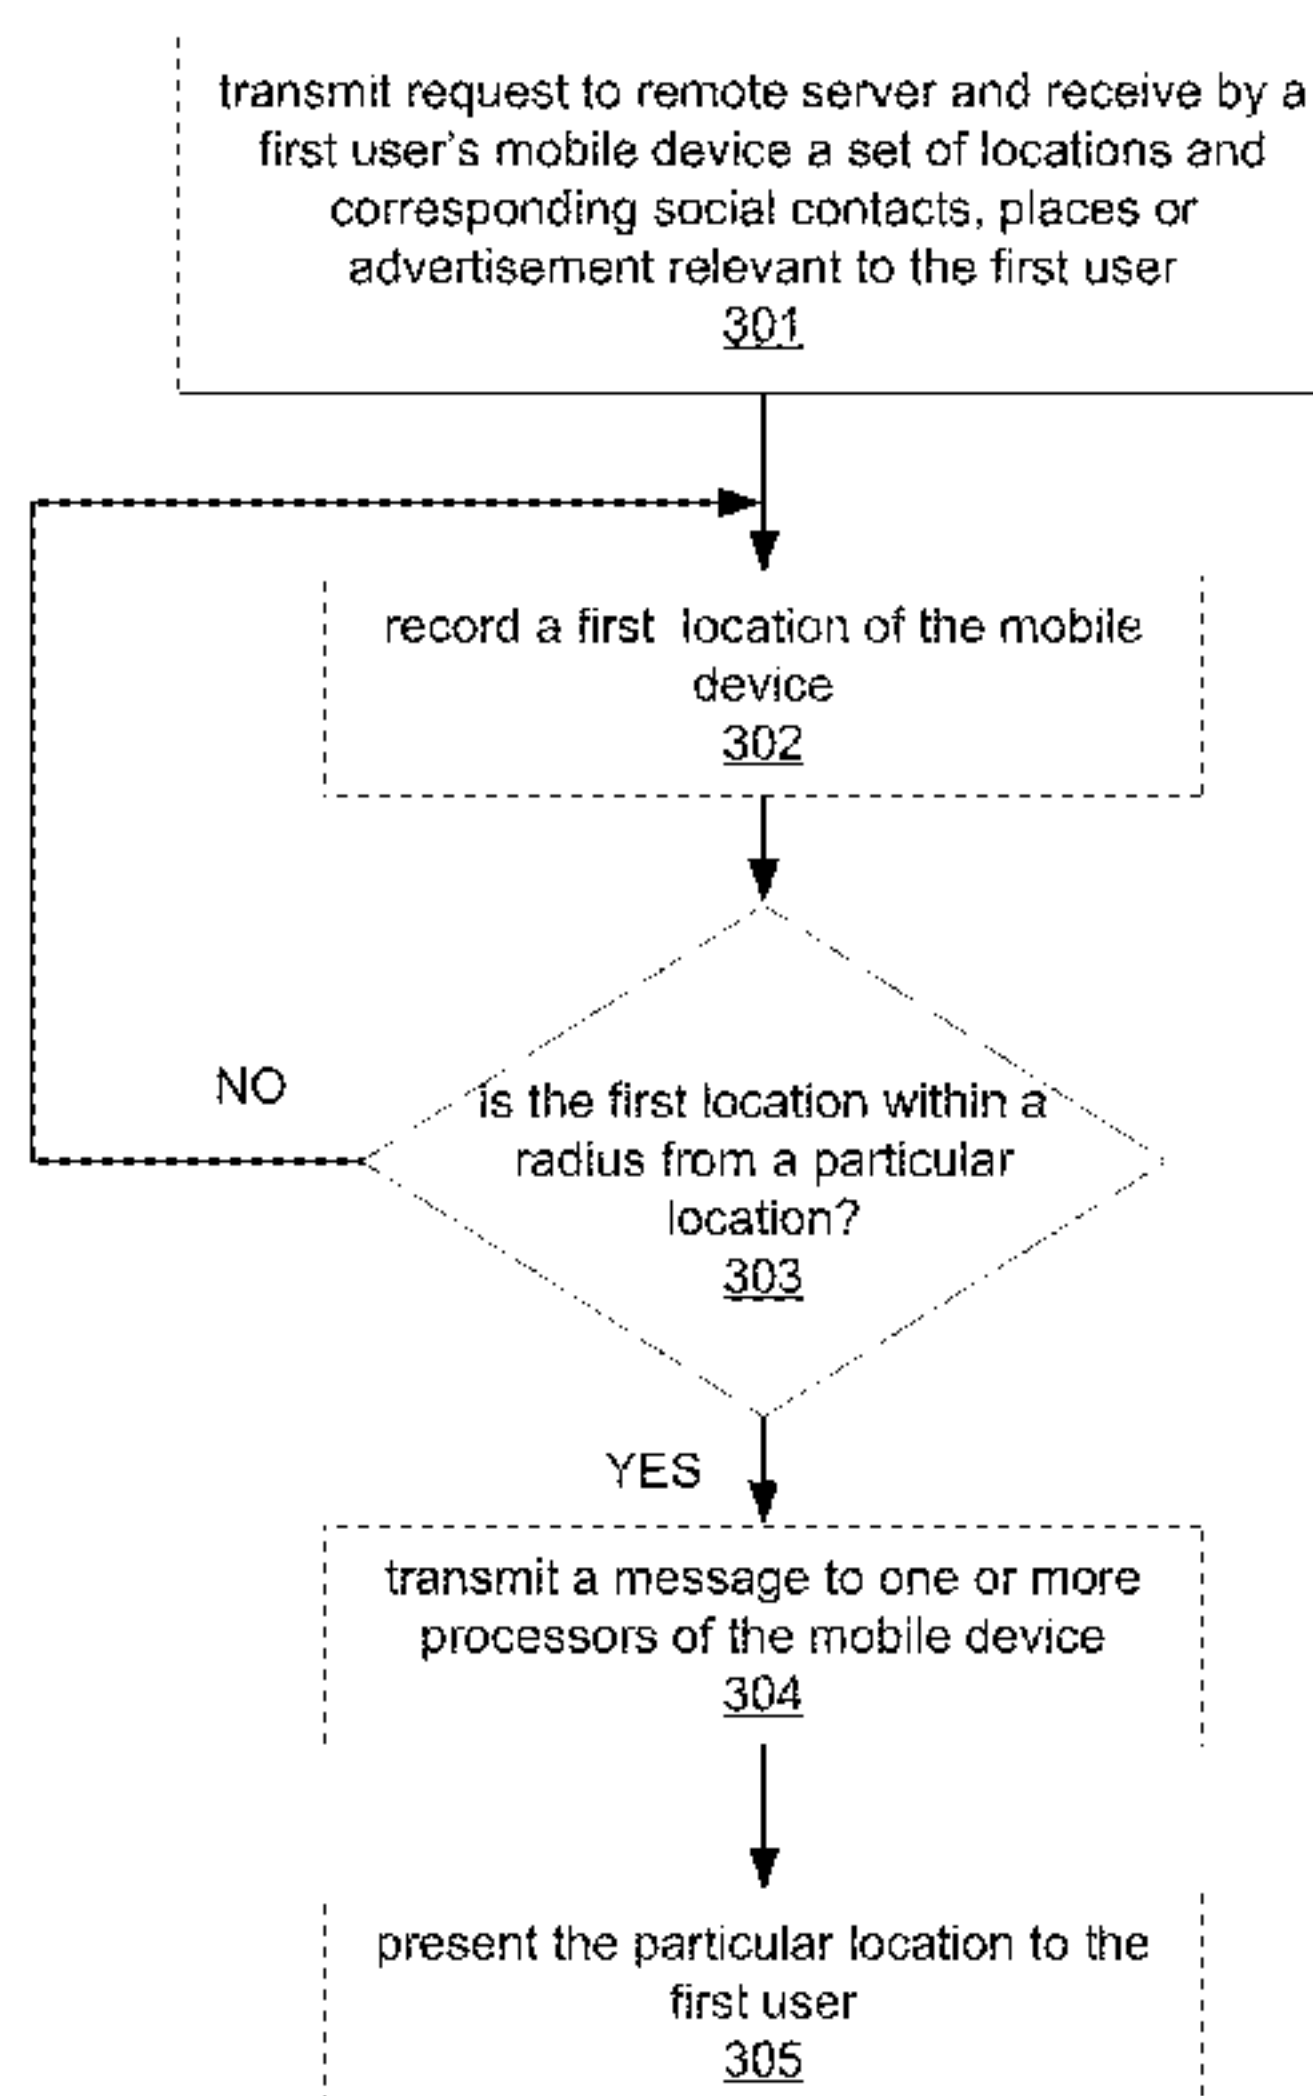 transmit request to remote server and receive by a
first user's mobile device a set of locations and
corresponding social contacts, places or
advertisement relevant to the first user
301
record a first location of the mobile
device
302
NO
is the first location within a
radius from a particular
location?
303
YES
transmit a message to one or more
processors of the mobile device
304
present the particular location to the
first user
305